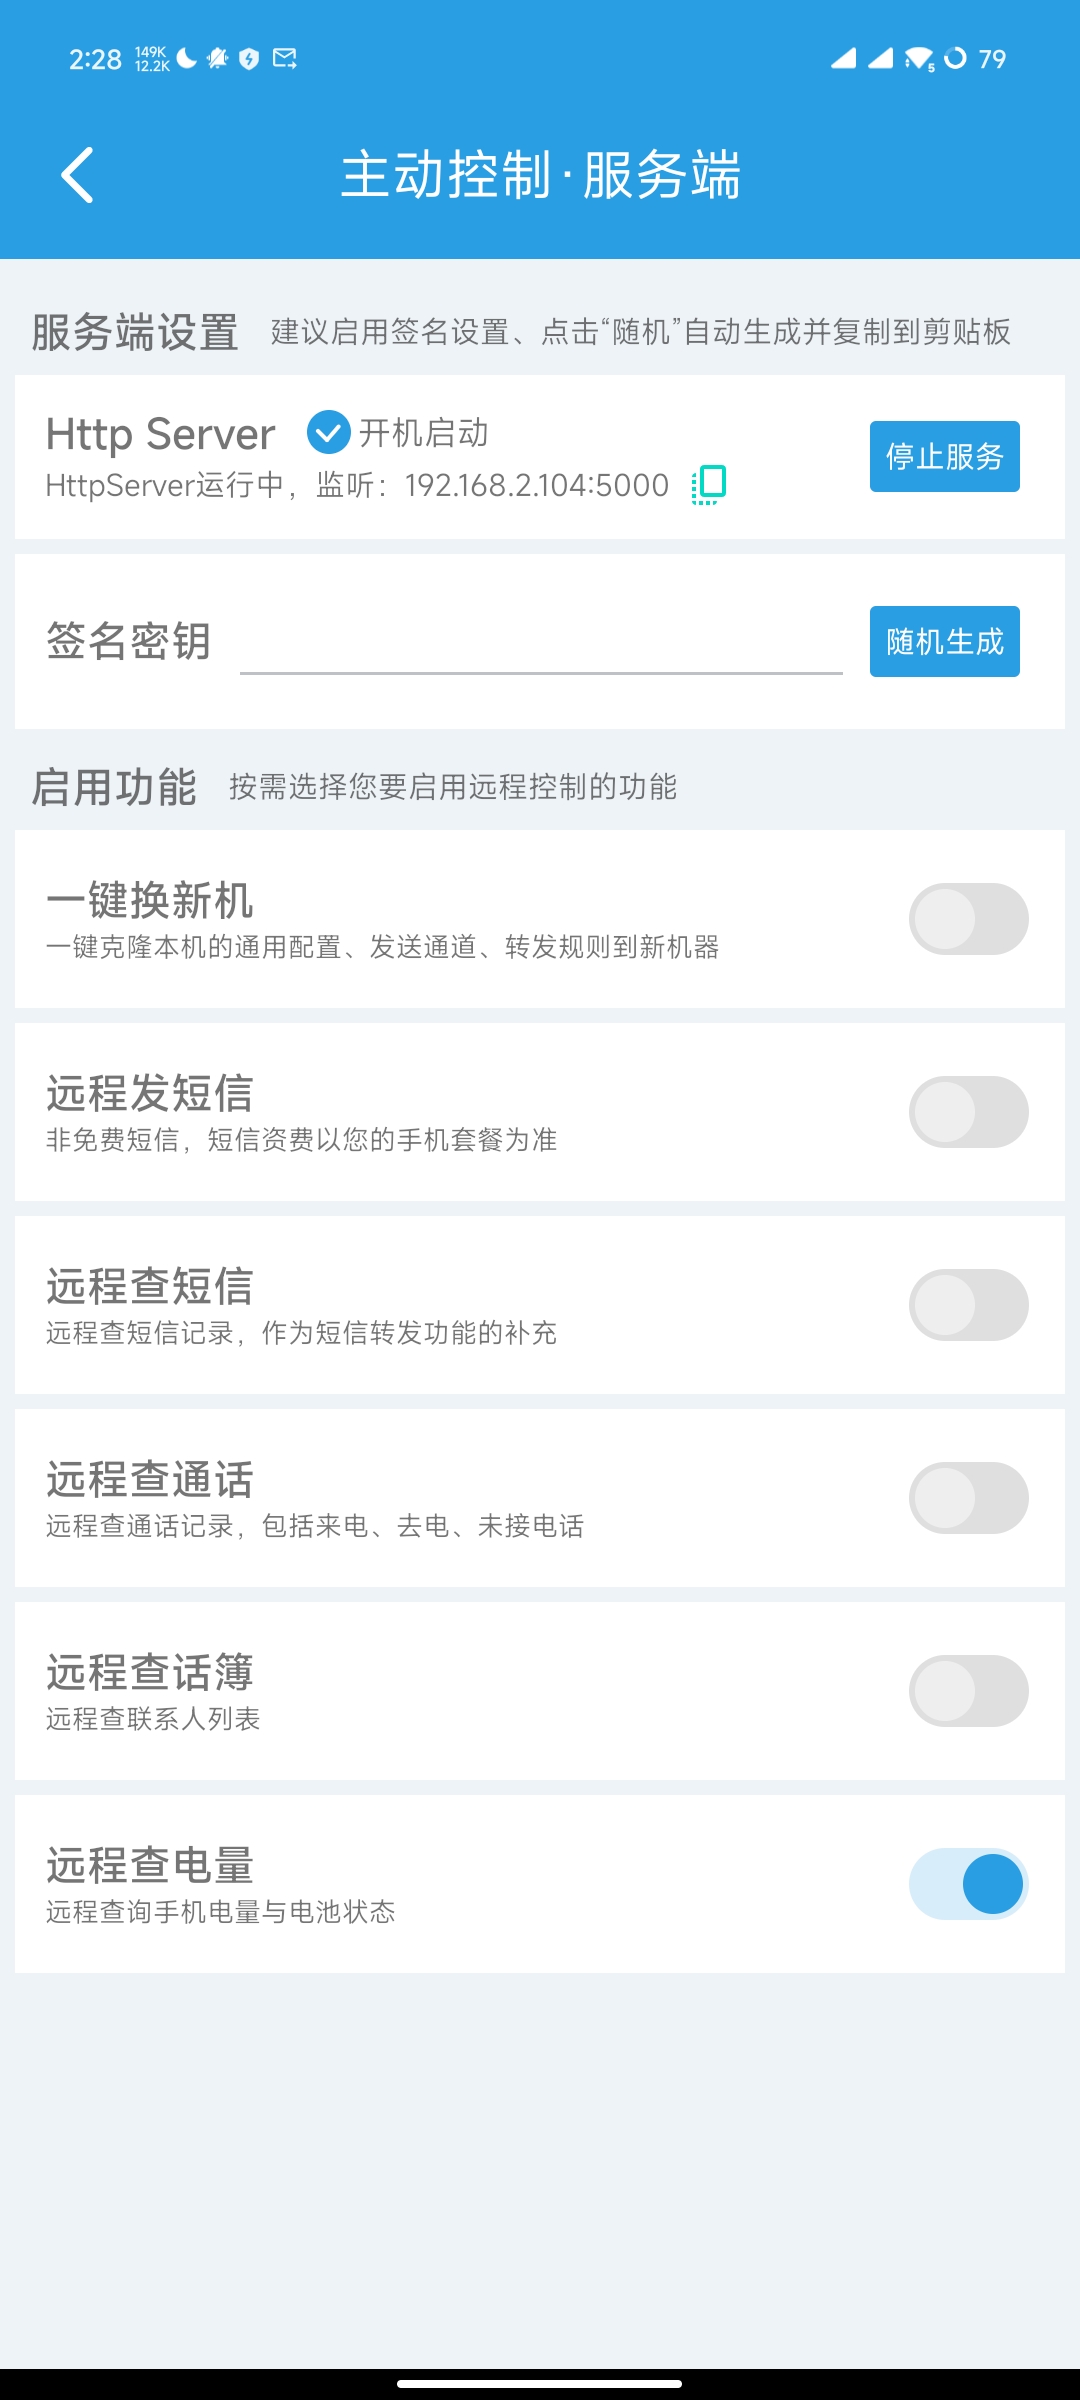 2:28 149K 12.2K 79
主动控制·服务端
服务端设置 建议启用签名设置、点击“随机”自动生成并复制到剪贴板
Http Server 开机启动
HttpServer运行中，监听：192.168.2.104:5000
停止服务
签名密钥
随机生成
启用功能 按需选择您要启用远程控制的功能
一键换新机
一键克隆本机的通用配置、发送通道、转发规则到新机器
远程发短信
非免费短信，短信资费以您的手机套餐为准
远程查短信
远程查短信记录，作为短信转发功能的补充
远程查通话
远程查通话记录，包括来电、去电、未接电话
远程查话簿
远程查联系人列表
远程查电量
远程查询手机电量与电池状态